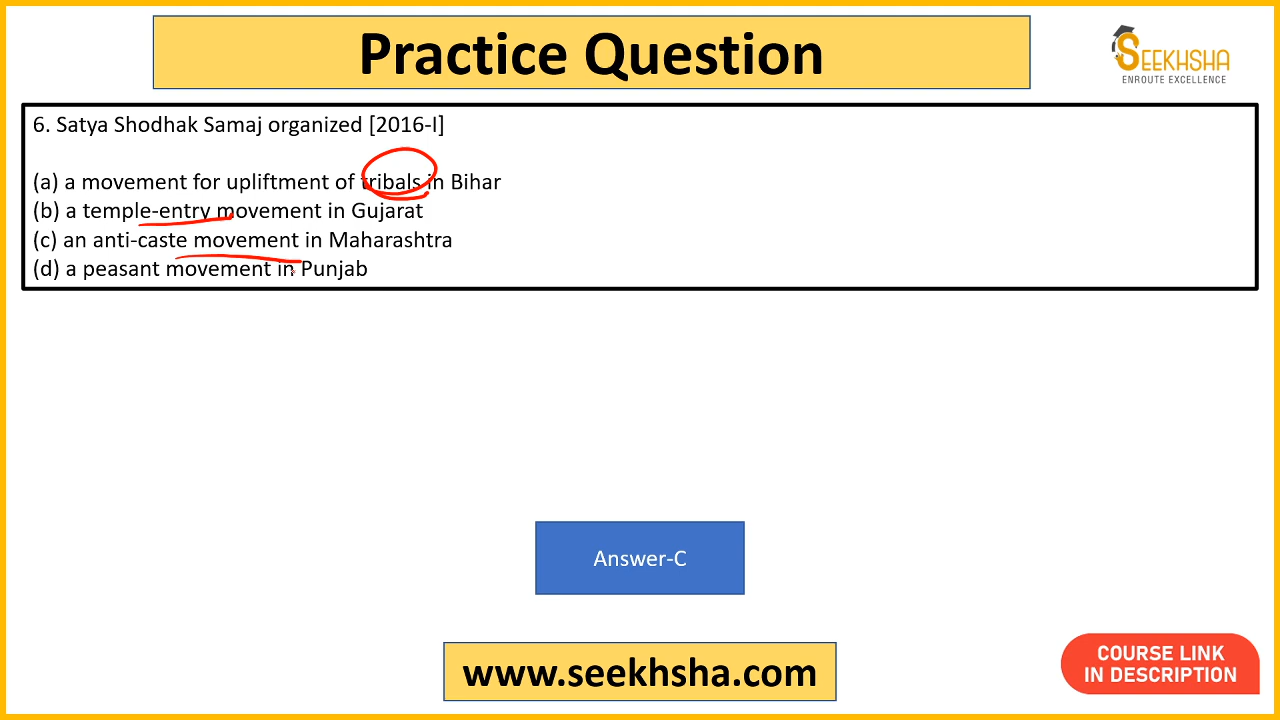 Practice Question
SEEKHSHA
ENROUTE EXCELLENCE
6. Satya Shodhak Samaj organized [2016-I]
(a) a movement for upliftment of tribals in Bihar
(b) a temple-entry movement in Gujarat
(c) an anti-caste movement in Maharashtra
(d) a peasant movement in Punjab
Answer-C
www.seekhsha.com
COURSE LINK
IN DESCRIPTION